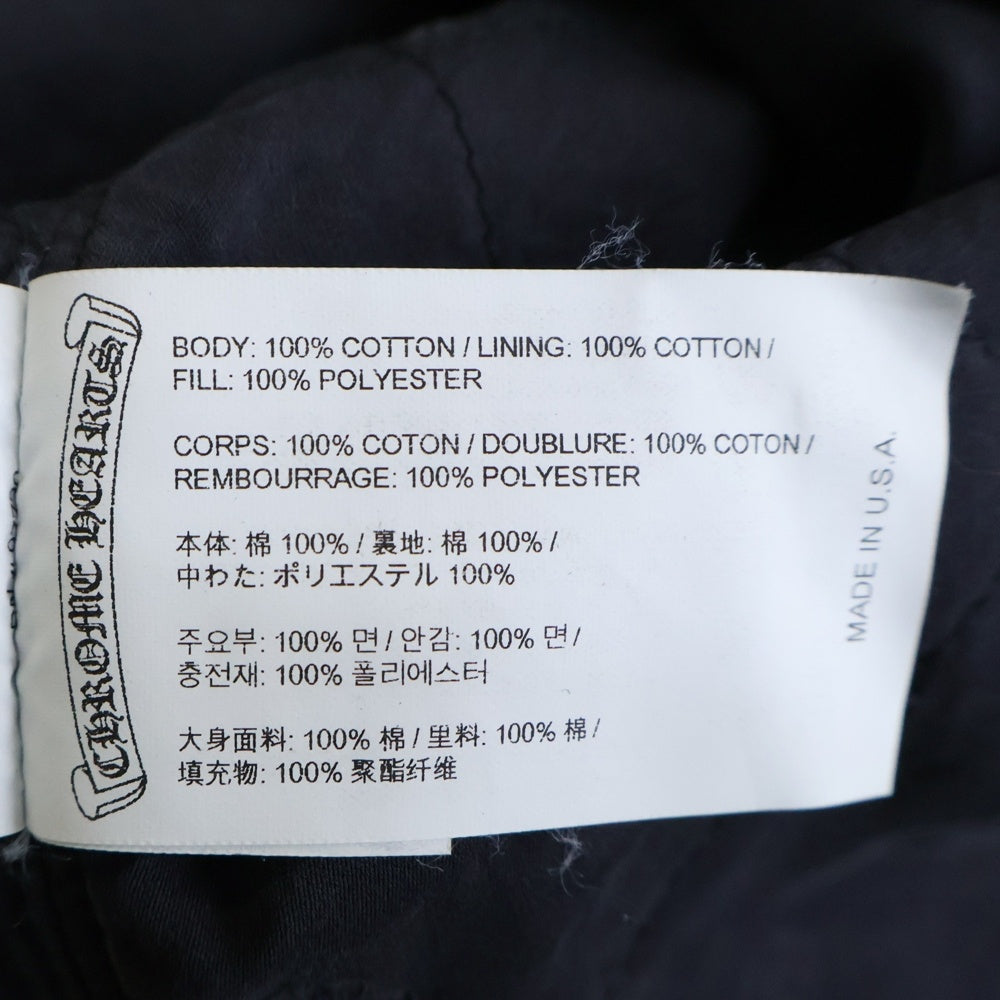 CHROME HEARTS
BODY: 100% COTTON / LINING: 100% COTTON /
FILL: 100% POLYESTER
CORPS: 100% COTON / DOUBLURE: 100% COTON /
REMBOURRAGE: 100% POLYESTER
本体: 棉 100% / 裏地: 棉 100% /
中わた: ポリエステル 100%
주요부: 100% 면 / 안감: 100% 면 /
충전재: 100% 폴리에스터
大身面料: 100% 棉 / 里料: 100% 棉 /
填充物: 100% 聚酯纤维
MADE IN U.S.A.